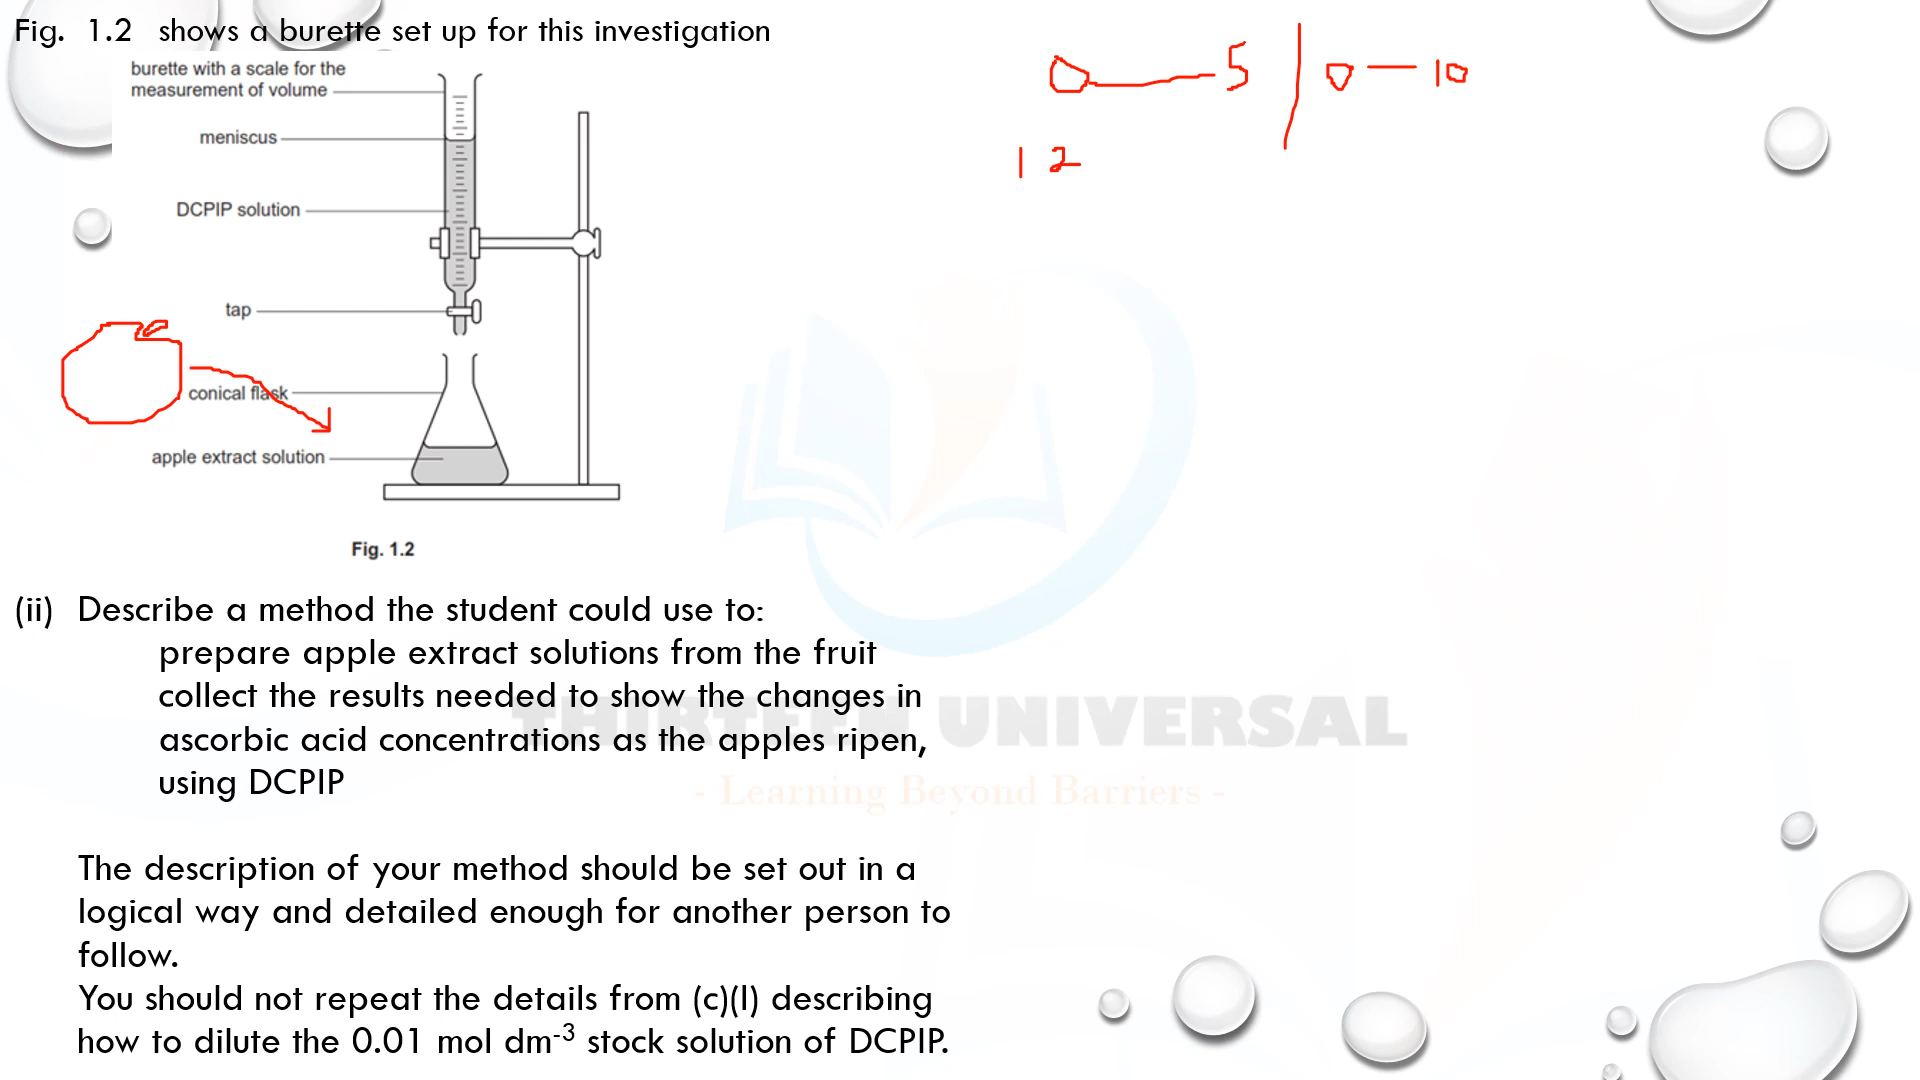 Fig. 1.2 shows a burette set up for this investigation
burette with a scale for the
measurement of volume
meniscus
DCPIP solution
tap
conical flask
apple extract solution
Fig. 1.2
5
10
1 2
(ii) Describe a method the student could use to:
prepare apple extract solutions from the fruit
collect the results needed to show the changes in
ascorbic acid concentrations as the apples ripen,
using DCPIP
The description of your method should be set out in a
logical way and detailed enough for another person to
follow.
You should not repeat the details from (c)(I) describing
how to dilute the 0.01 mol dm-3 stock solution of DCPIP.
THIRTEEN UNIVERSAL
- Learning Beyond Barriers -